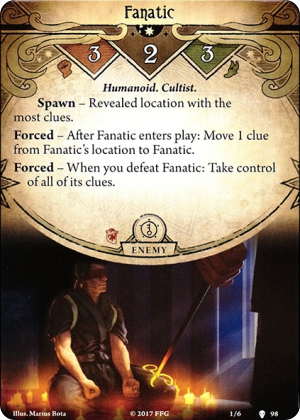 Fanatic
3 2 3
Humanoid. Cultist.
Spawn – Revealed location with the
most clues.
Forced – After Fanatic enters play: Move 1 clue
from Fanatic's location to Fanatic.
Forced – When you defeat Fanatic: Take control
of all of its clues.
ENEMY
Illus. Marius Bota
© 2017 FFG
1/6
98